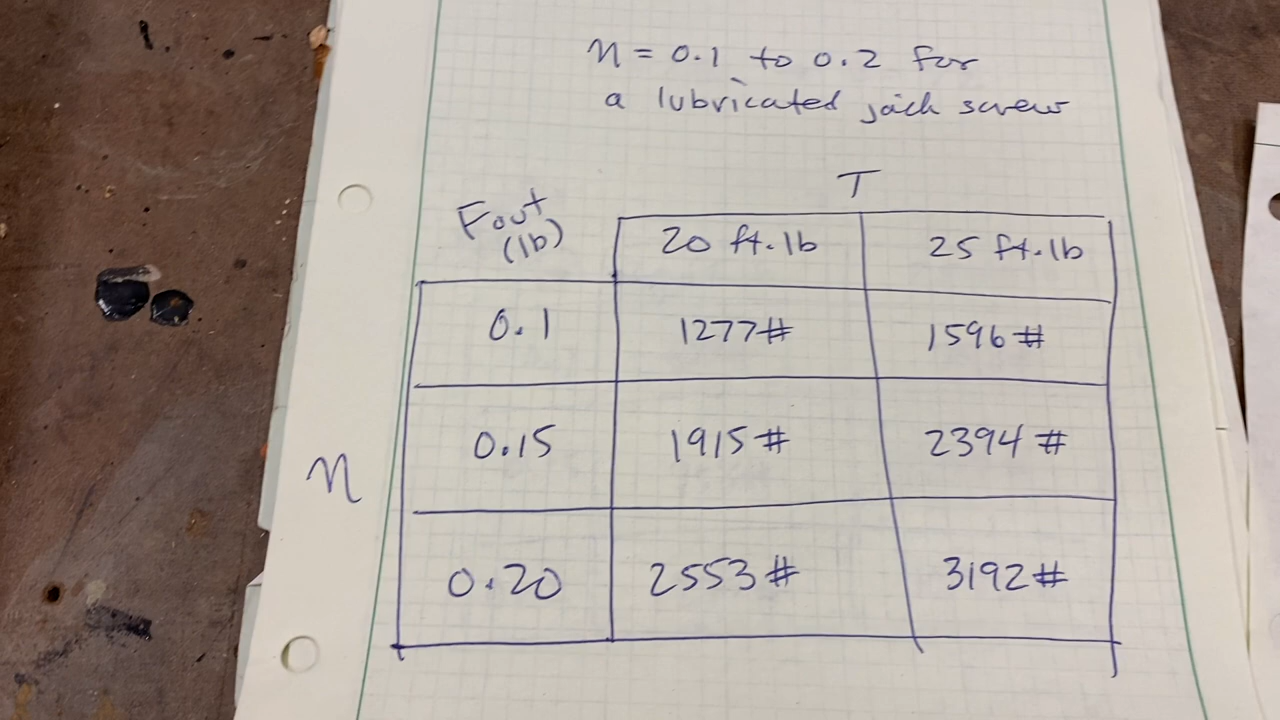 η = 0.1 to 0.2 for
a lubricated jack screw
T
Fout
(lb)
20 ft.lb
25 ft.lb
0.1
1277#
1596#
η
0.15
1915#
2394#
0.20
2553#
3192#